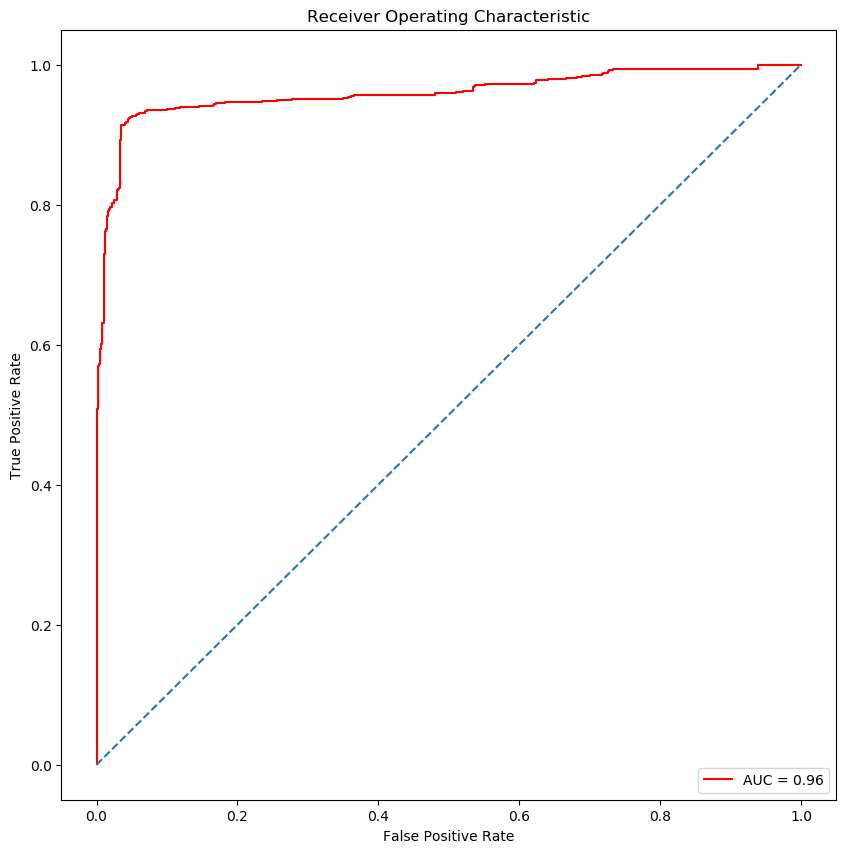 Receiver Operating Characteristic
True Positive Rate
1.0
0.8
0.6
0.4
0.2
0.0
AUC = 0.96
0.0 0.2 0.4 0.6 0.8 1.0
False Positive Rate